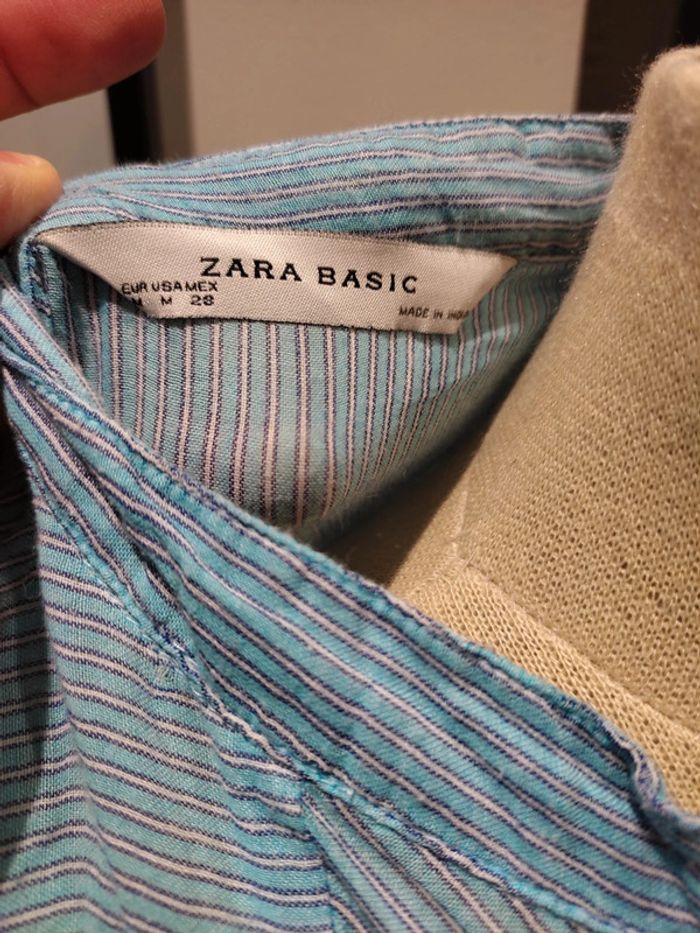 ZARA BASIC
EUR USA MEX
M M 28
MADE IN INDIA